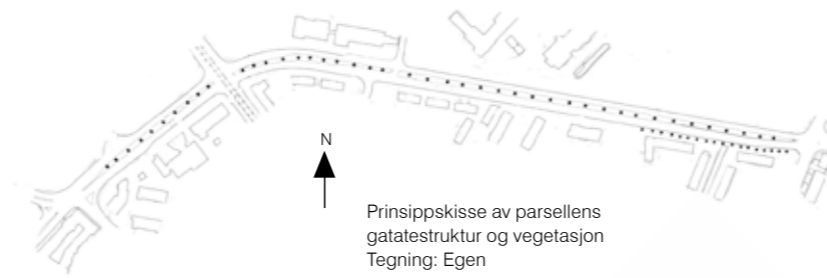 N
Prinsippskisse av parsellens
gatatestruktur og vegetasjon
Tegning: Egen